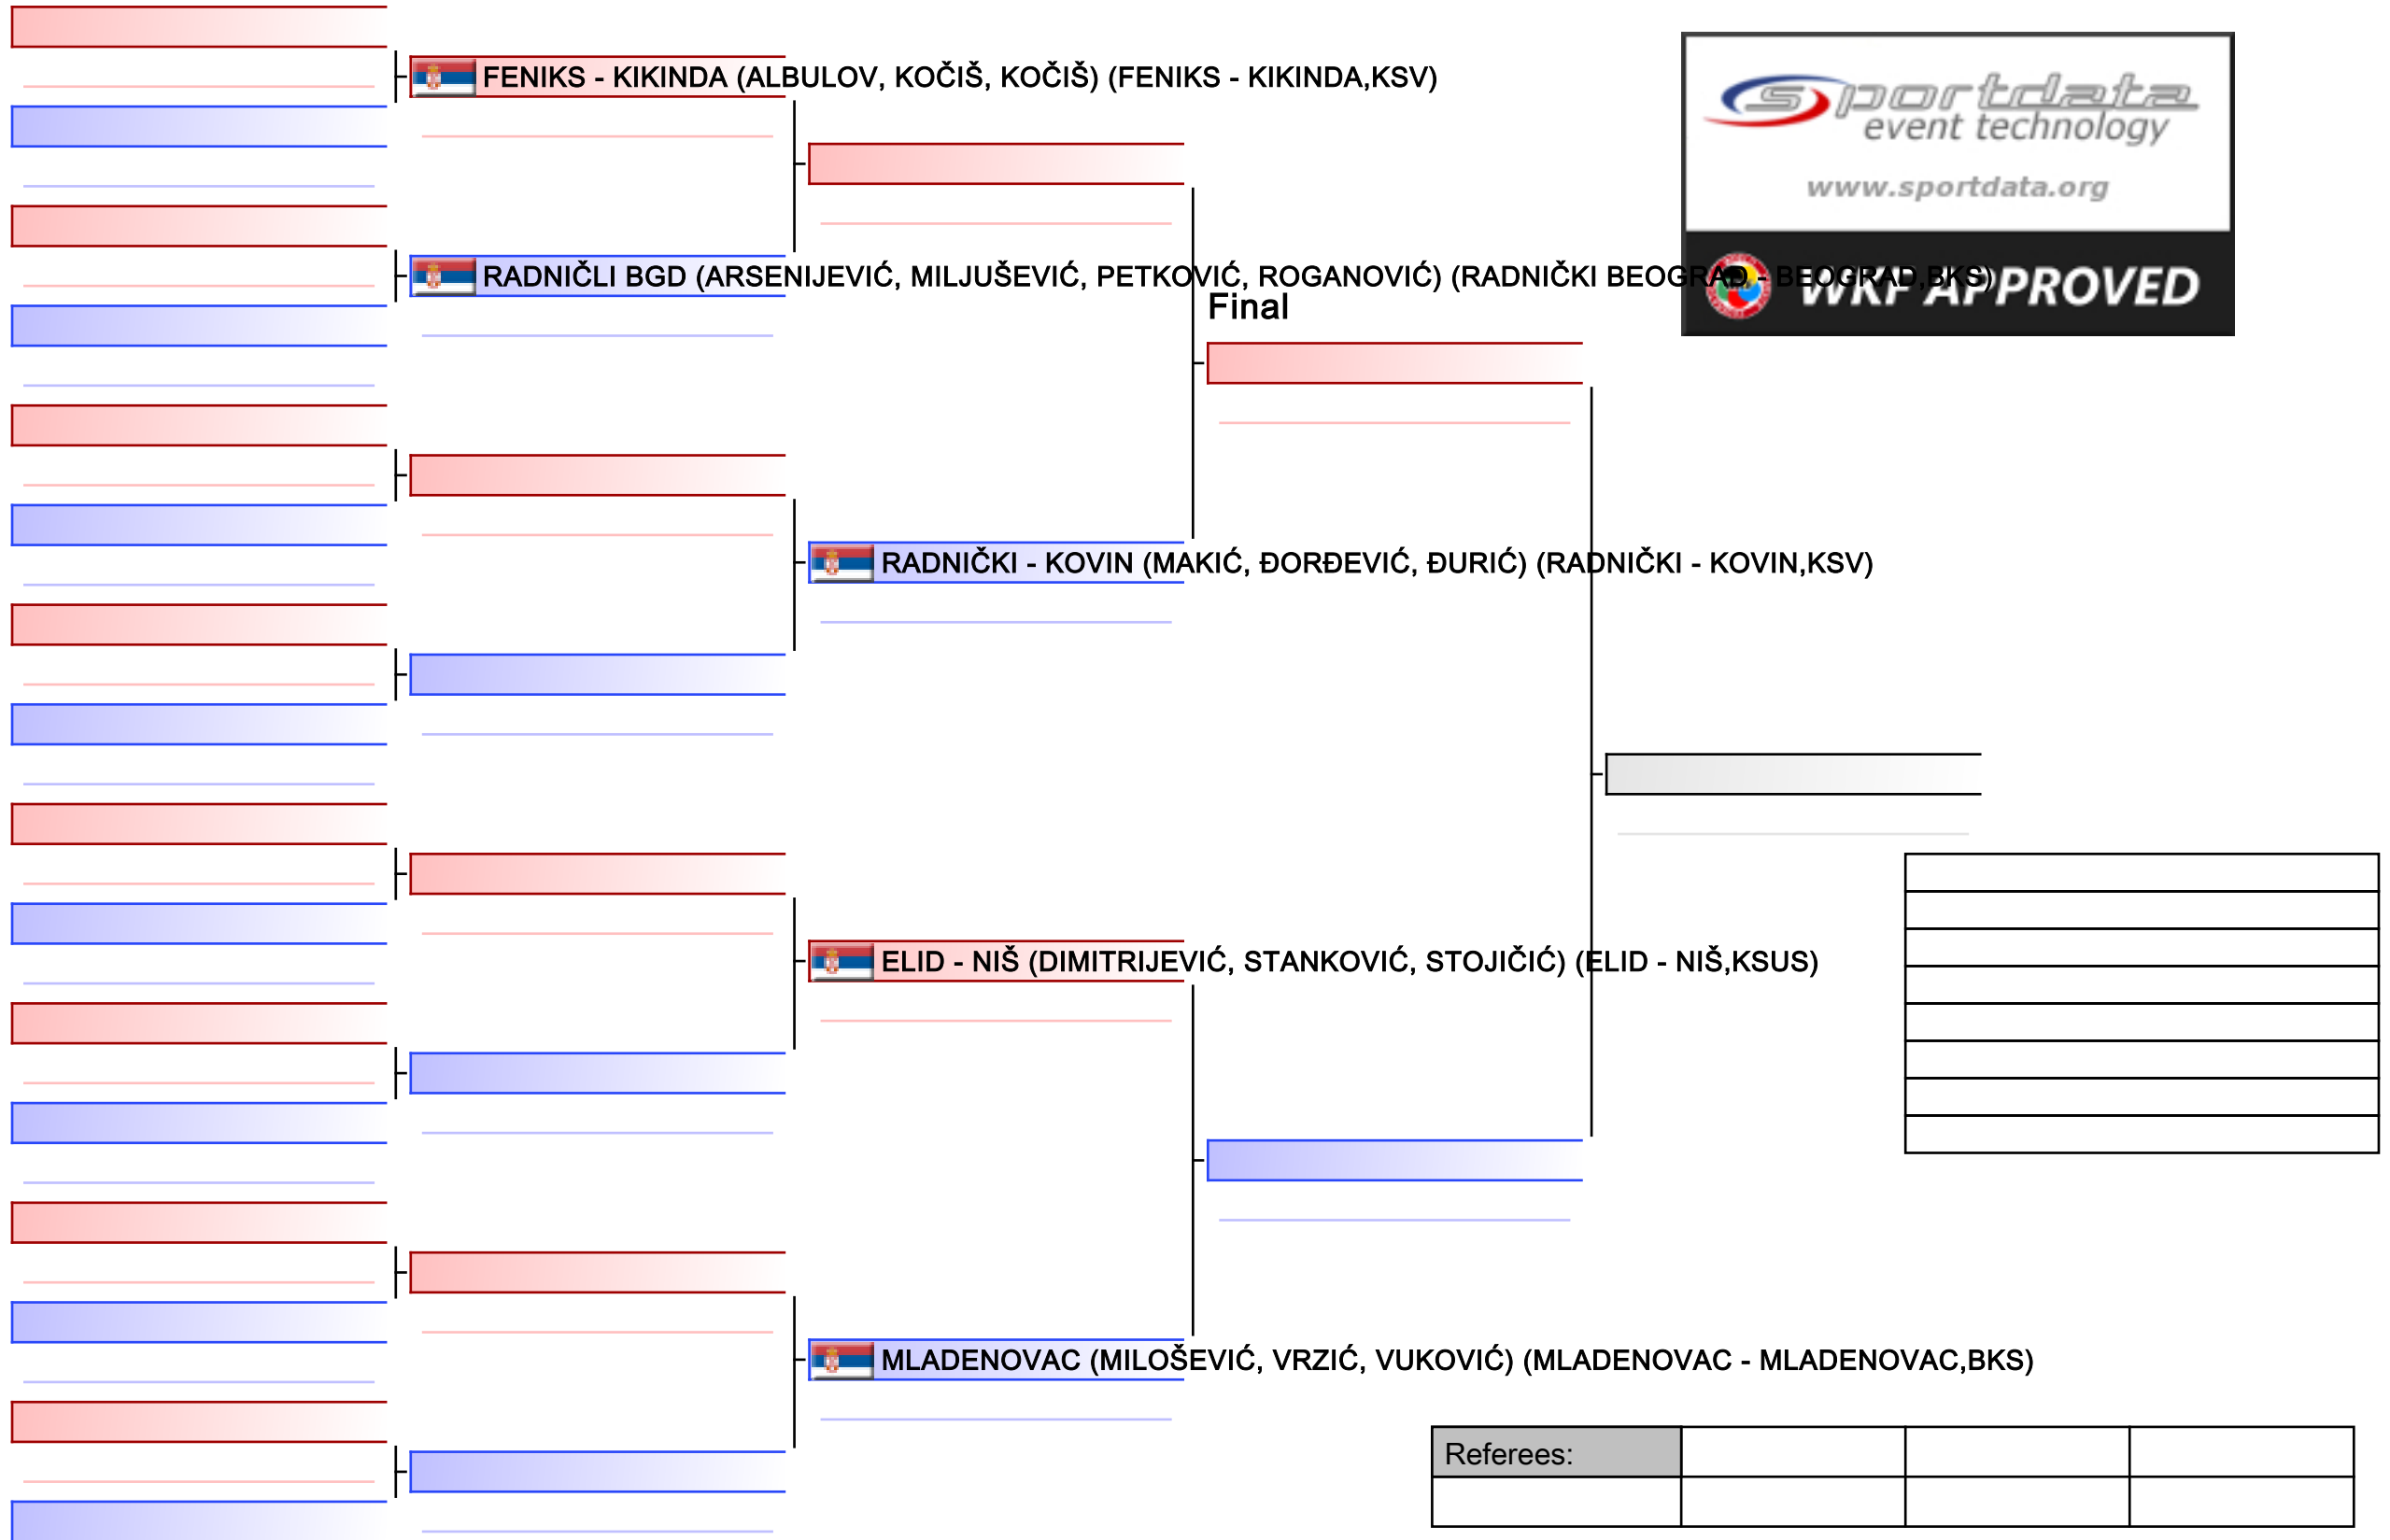 FENIKS - KIKINDA (ALBULOV, KOČIŠ, KOČIŠ) (FENIKS - KIKINDA,KSV)
sportdata
event technology
www.sportdata.org
RADNIČLI BGD (ARSENIJEVIĆ, MILJUŠEVIĆ, PETKOVIĆ, ROGANOVIĆ) (RADNIČKI BEOGRAD - BEOGRAD,BKS)
WKF APPROVED
Final
RADNIČKI - KOVIN (MAKIĆ, ĐORĐEVIĆ, ĐURIĆ) (RADNIČKI - KOVIN,KSV)
ELID - NIŠ (DIMITRIJEVIĆ, STANKOVIĆ, STOJIČIĆ) (ELID - NIŠ,KSUS)
MLADENOVAC (MILOŠEVIĆ, VRZIĆ, VUKOVIĆ) (MLADENOVAC - MLADENOVAC,BKS)
Referees: